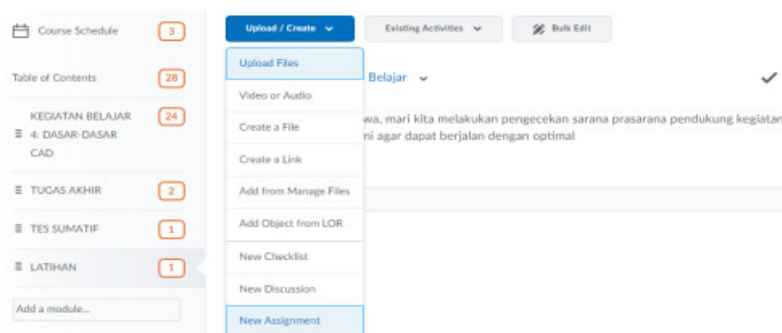 Course Schedule 3
Table of Contents 28
KEGIATAN BELAJAR 24
4: DASAR-DASAR
CAD
TUGAS AKHIR 2
TES SUMATIF 1
LATIHAN 1
Add a module...
Upload / Create Existing Activities Bulk Edit
Upload Files
Video or Audio
Create a File
Create a Link
Add from Manage Files
Add Object from LOR
New Checklist
New Discussion
New Assignment
Belajar
wa, mari kita melakukan pengecekan sarana prasarana pendukung kegiatan
ni agar dapat berjalan dengan optimal